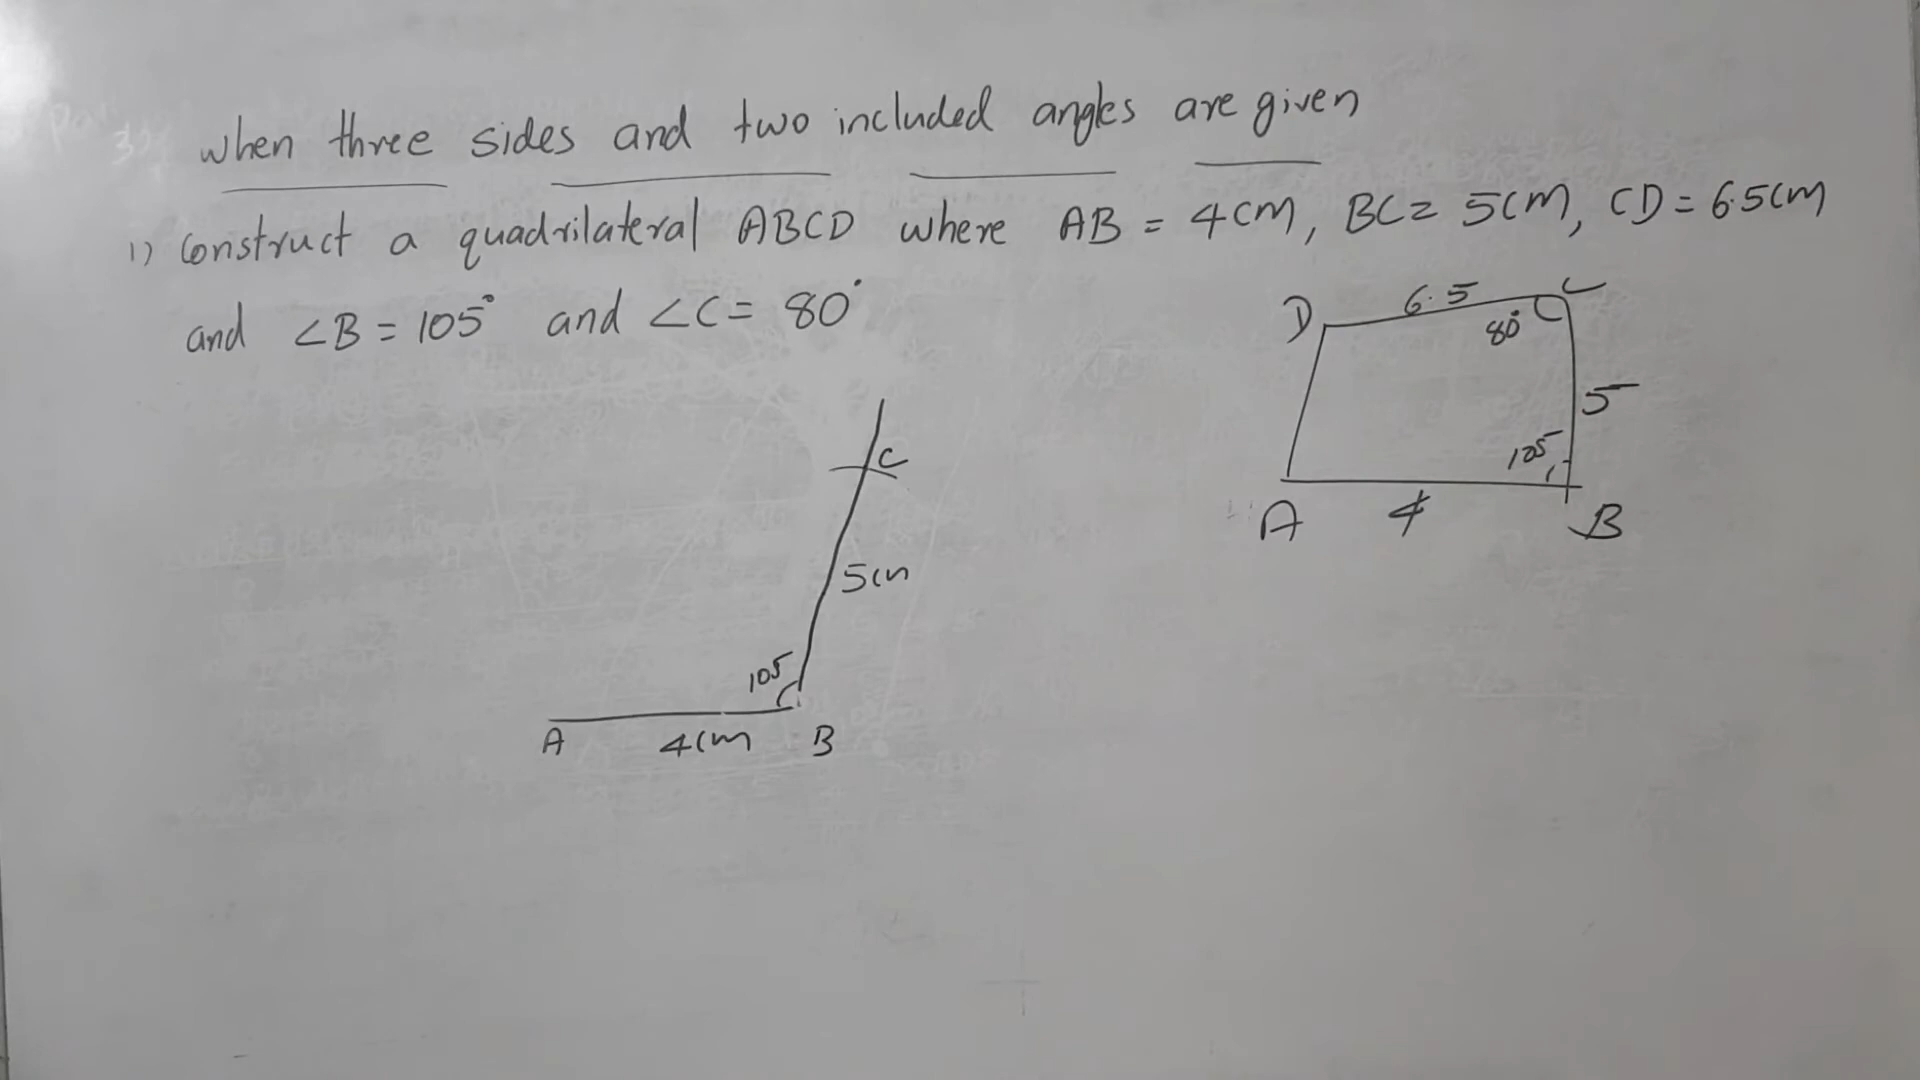 when three sides and two included angles are given
1) Construct a quadrilateral ABCD where AB = 4cm, BC = 5cm, CD = 6.5cm
and ∠B = 105° and ∠C = 80°
D 6.5 C
80°
5
105
A 4 B
C
5cm
105
A 4cm B